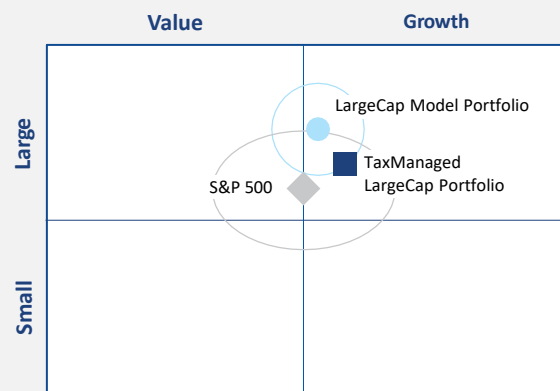 Value
Growth
Large
LargeCap Model Portfolio
TaxManaged
LargeCap Portfolio
S&P 500
Small